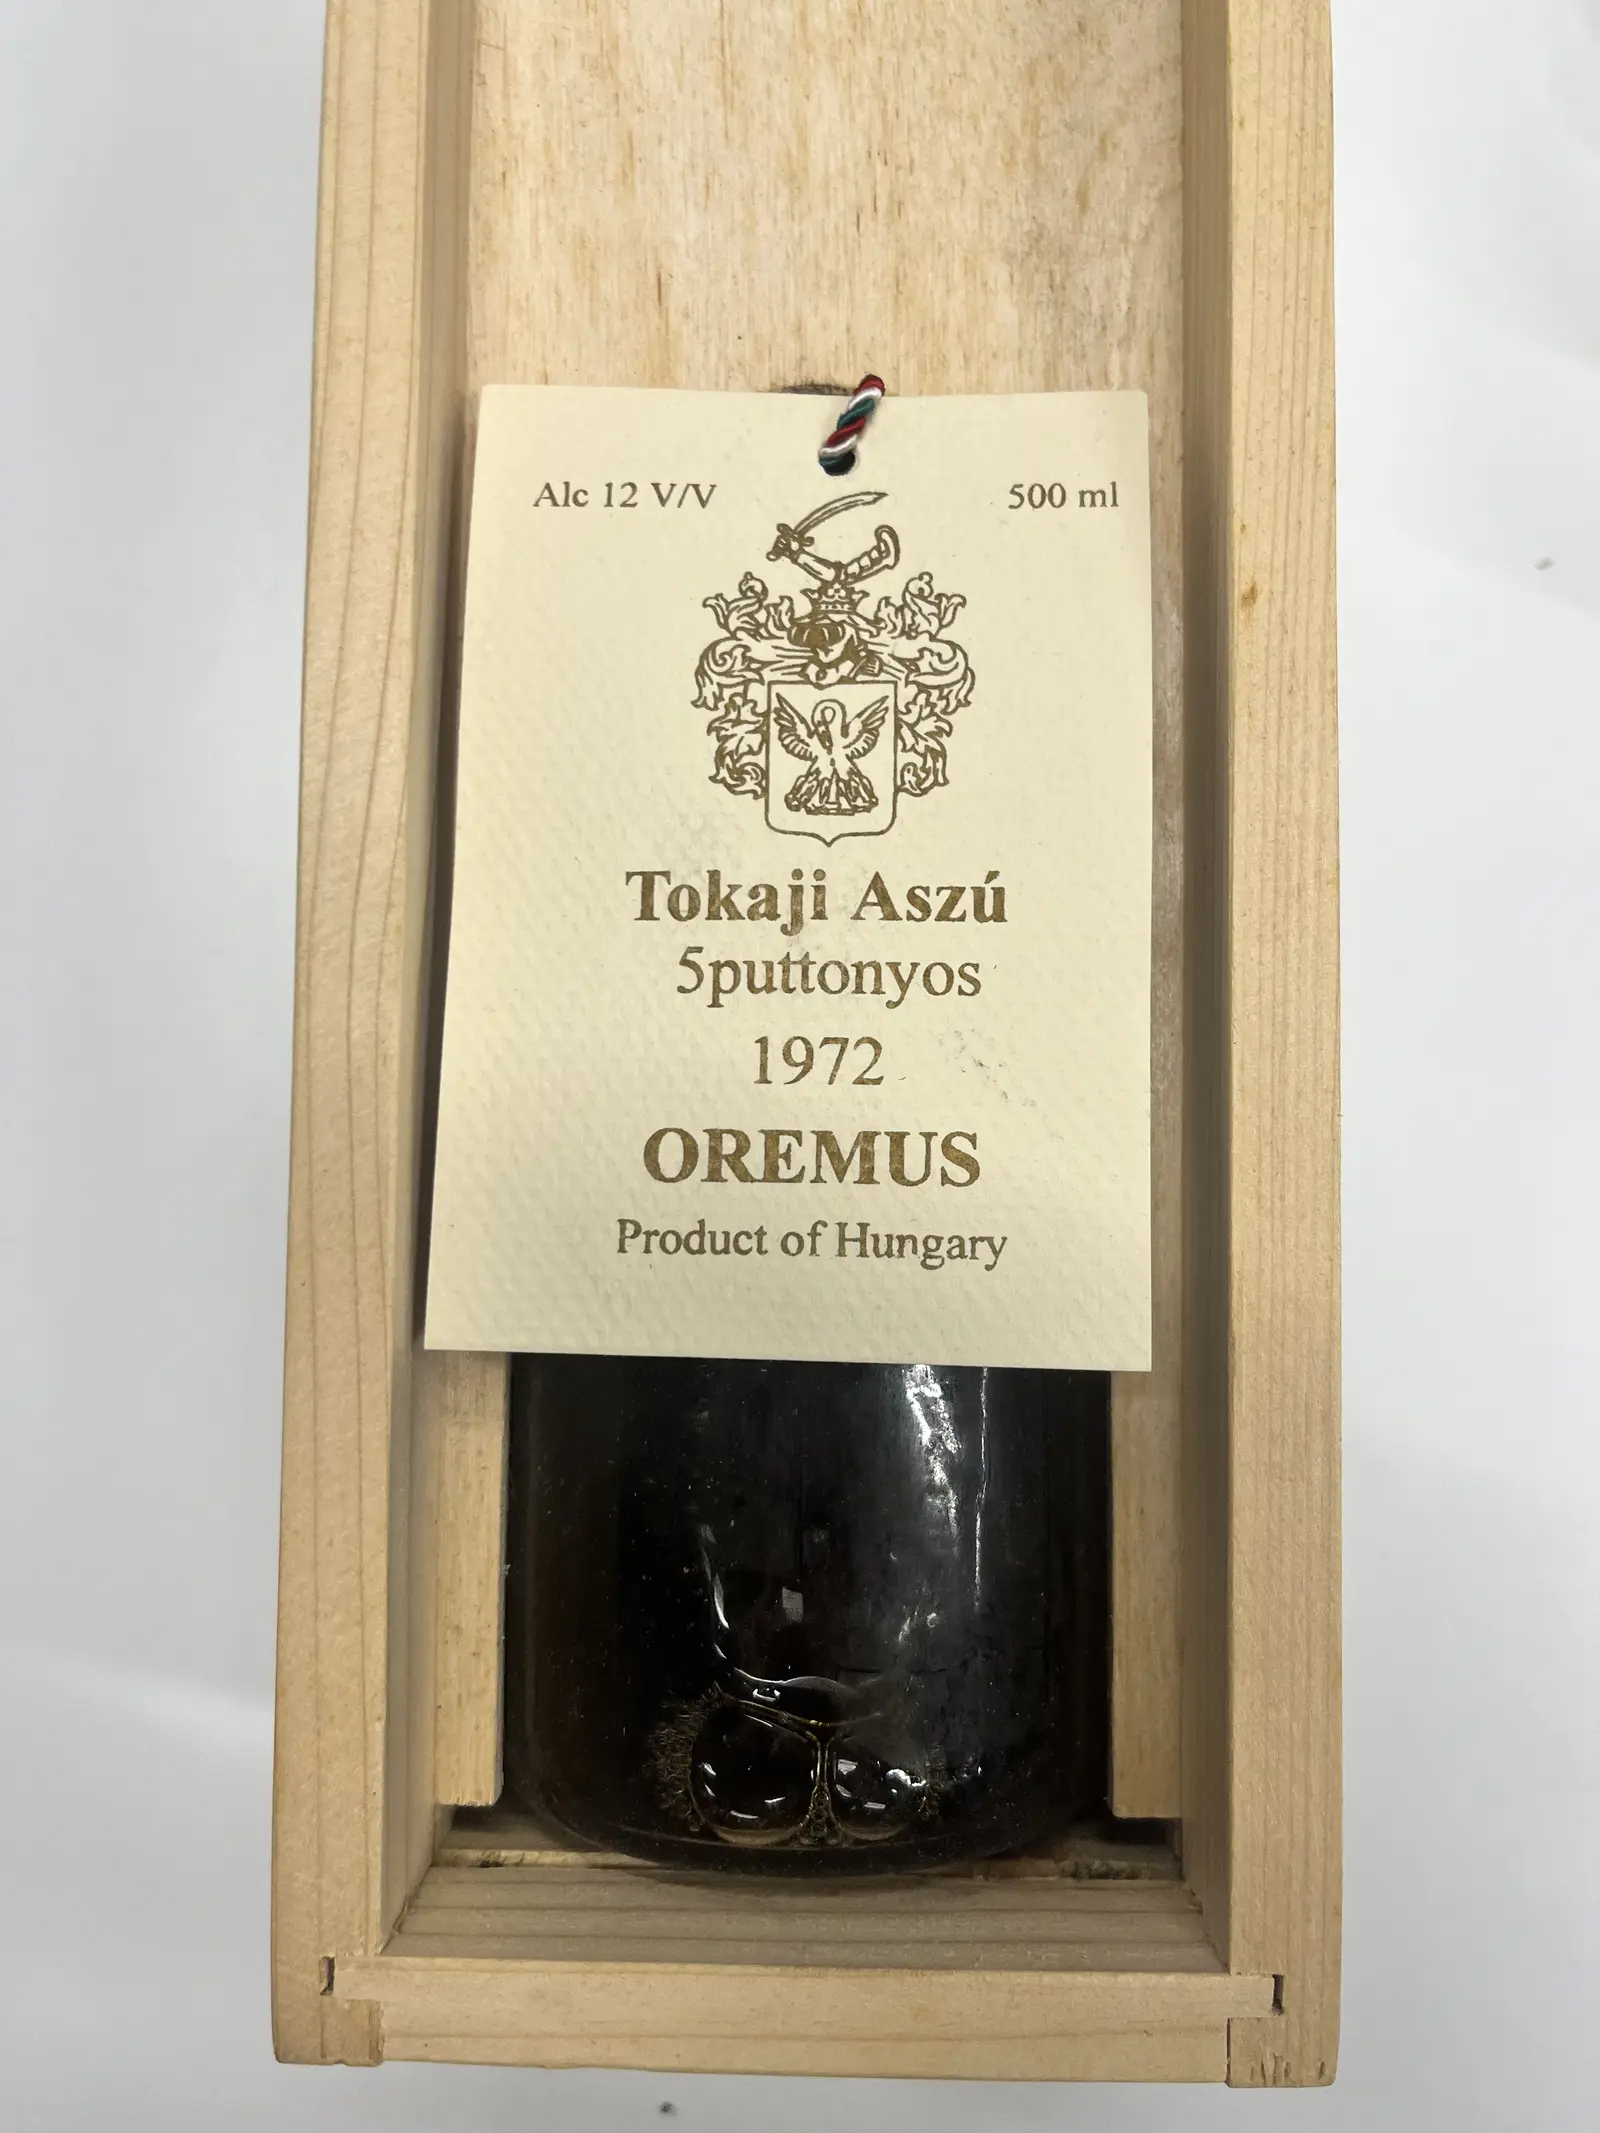 Alc 12 V/V 500 ml
Tokaji Aszú
5puttonyos
1972
OREMUS
Product of Hungary